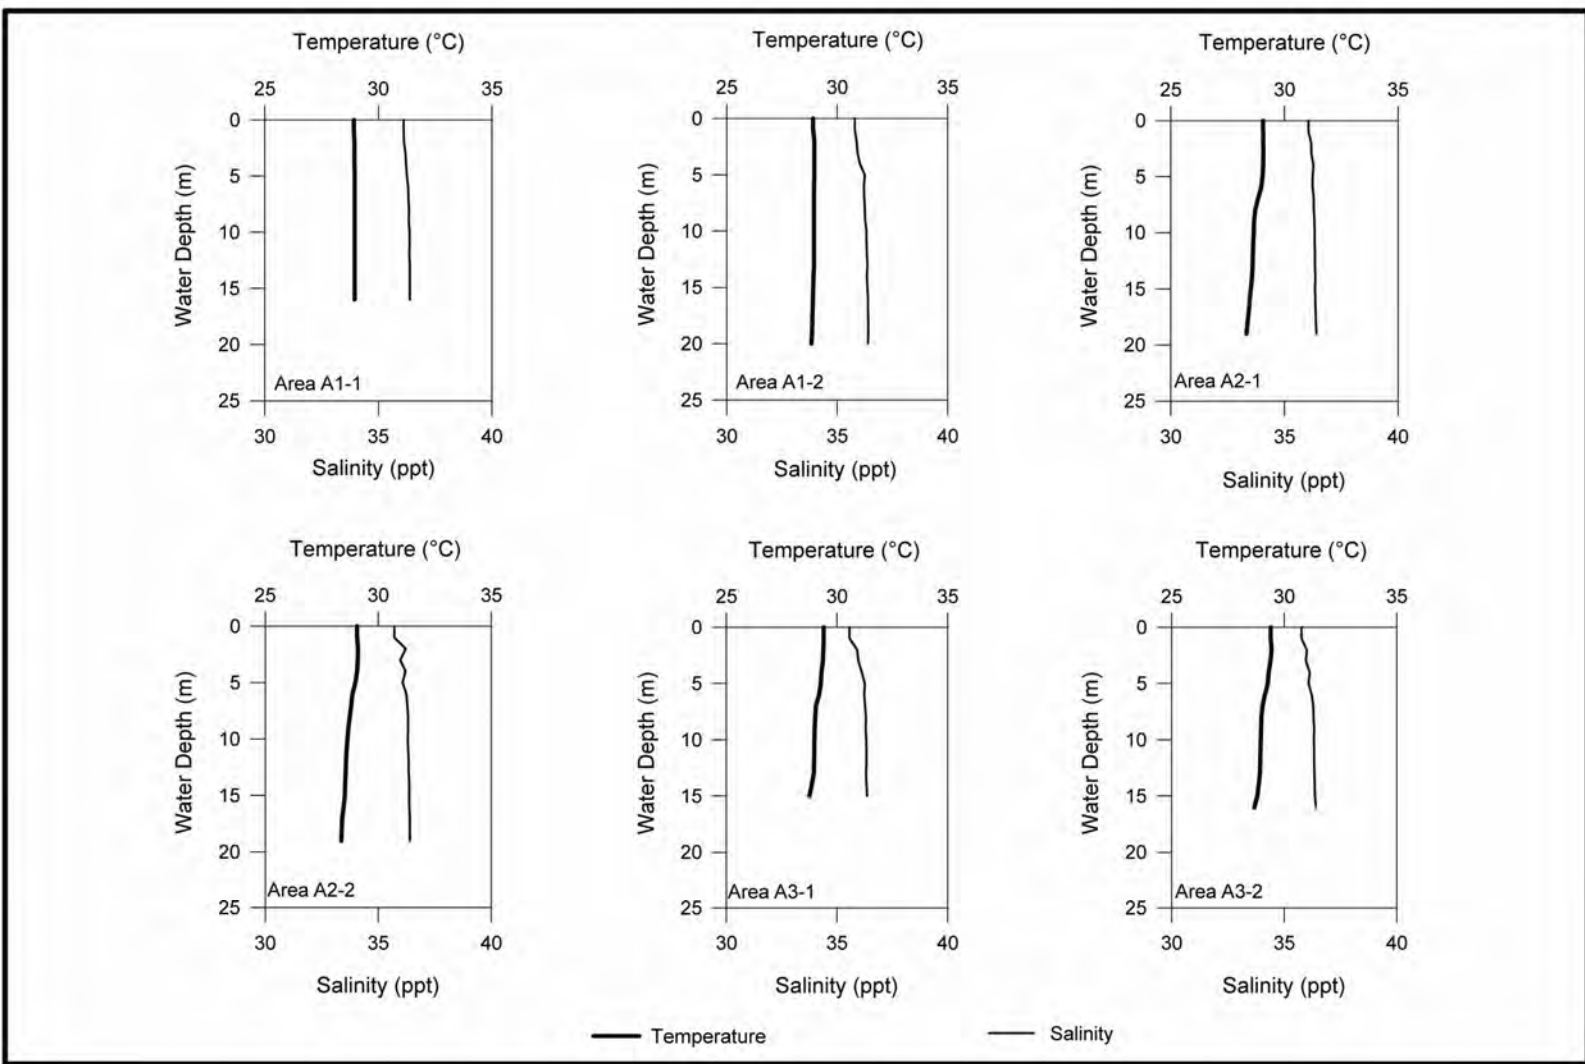 Temperature (°C) Temperature (°C) Temperature (°C)
25 30 35 25 30 35 25 30 35
0 0 0
5 5 5
10 10 10
15 15 15
20 20 20
25 25 25
Water Depth (m) Water Depth (m) Water Depth (m)
Area A1-1 Area A1-2 Area A2-1
30 35 40 30 35 40 30 35 40
Salinity (ppt) Salinity (ppt) Salinity (ppt)
Temperature (°C) Temperature (°C) Temperature (°C)
25 30 35 25 30 35 25 30 35
0 0 0
5 5 5
10 10 10
15 15 15
20 20 20
25 25 25
Water Depth (m) Water Depth (m) Water Depth (m)
Area A2-2 Area A3-1 Area A3-2
30 35 40 30 35 40 30 35 40
Salinity (ppt) Salinity (ppt) Salinity (ppt)
Temperature Salinity